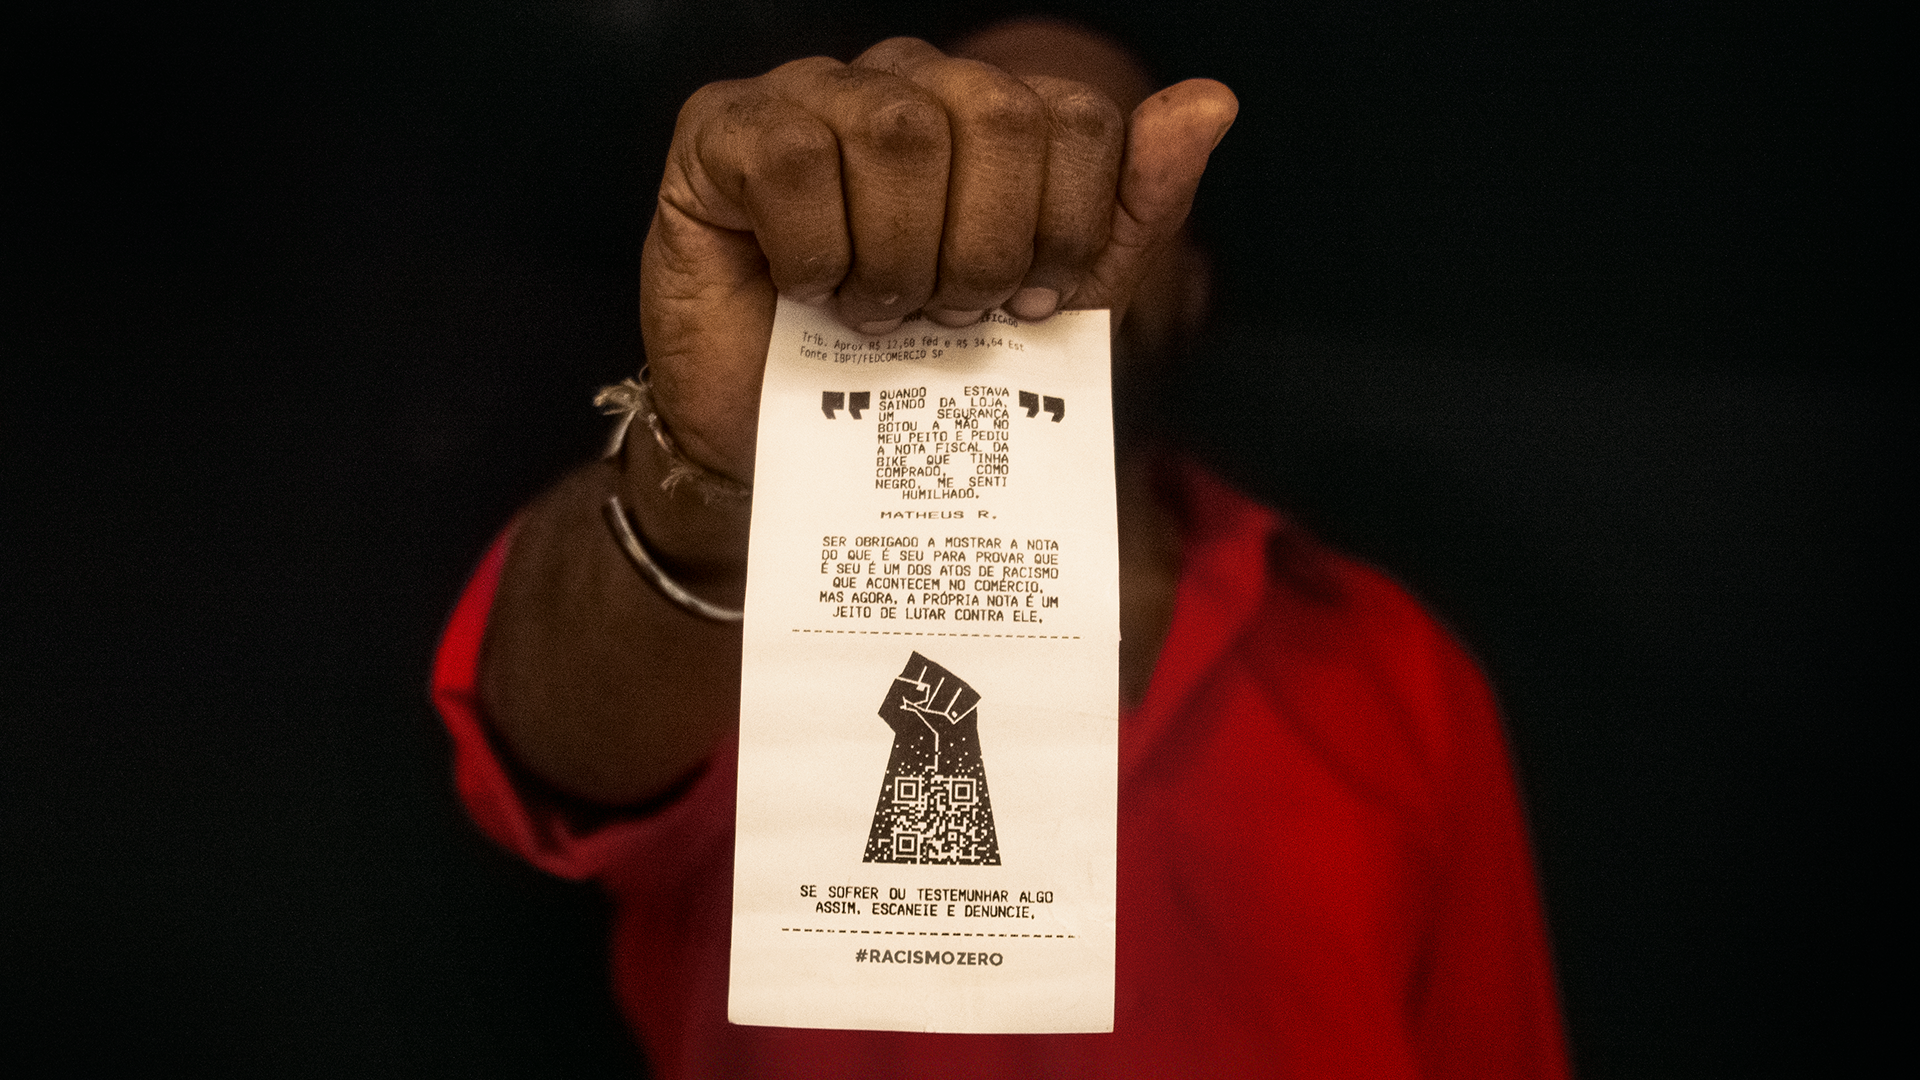 Trib. Aprox R$ 12,60 fed e R$ 34,64 Est
Fonte IBPT/FEDCOMERCIO SP
"QUANDO ESTAVA"
SAINDO DA LOJA,
UM SEGURANÇA
BOTOU A MÃO NO
MEU PEITO E PEDIU
A NOTA FISCAL DA
BIKE QUE TINHA
COMPRADO, COMO
NEGRO, ME SENTI
HUMILHADO.
MATHEUS R.
SER OBRIGADO A MOSTRAR A NOTA
DO QUE É SEU PARA PROVAR QUE
É SEU É UM DOS ATOS DE RACISMO
QUE ACONTECEM NO COMÉRCIO.
MAS AGORA, A PRÓPRIA NOTA É UM
JEITO DE LUTAR CONTRA ELE.
SE SOFRER OU TESTEMUNHAR ALGO
ASSIM, ESCANEIE E DENUNCIE.
#RACISMOZERO